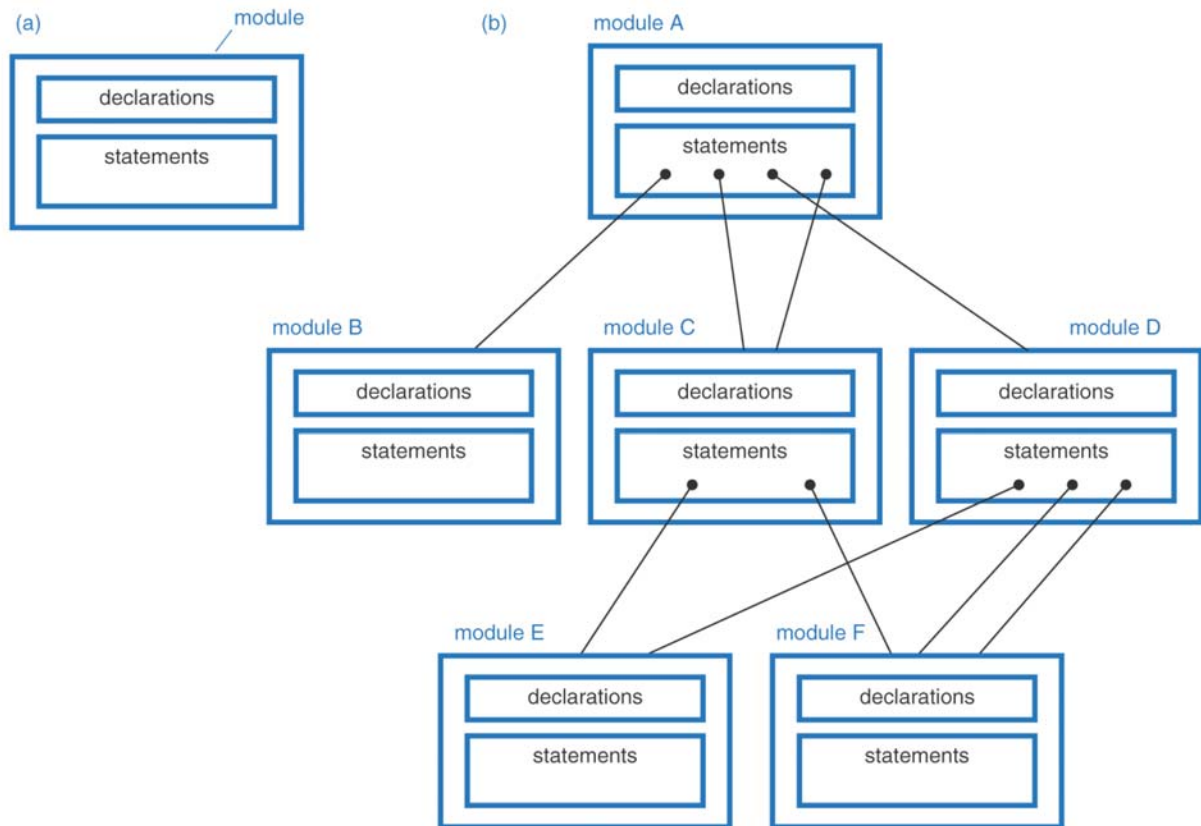 (a)
module
declarations
statements
(b)
module A
declarations
statements
module B
declarations
statements
module C
declarations
statements
module D
declarations
statements
module E
declarations
statements
module F
declarations
statements